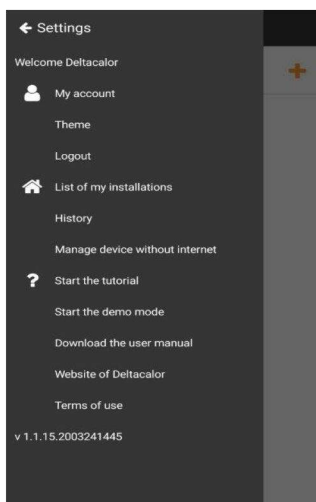 Settings
Welcome Deltacalor
My account
Theme
Logout
List of my installations
History
Manage device without internet
Start the tutorial
Start the demo mode
Download the user manual
Website of Deltacalor
Terms of use
v 1.1.15.2003241445